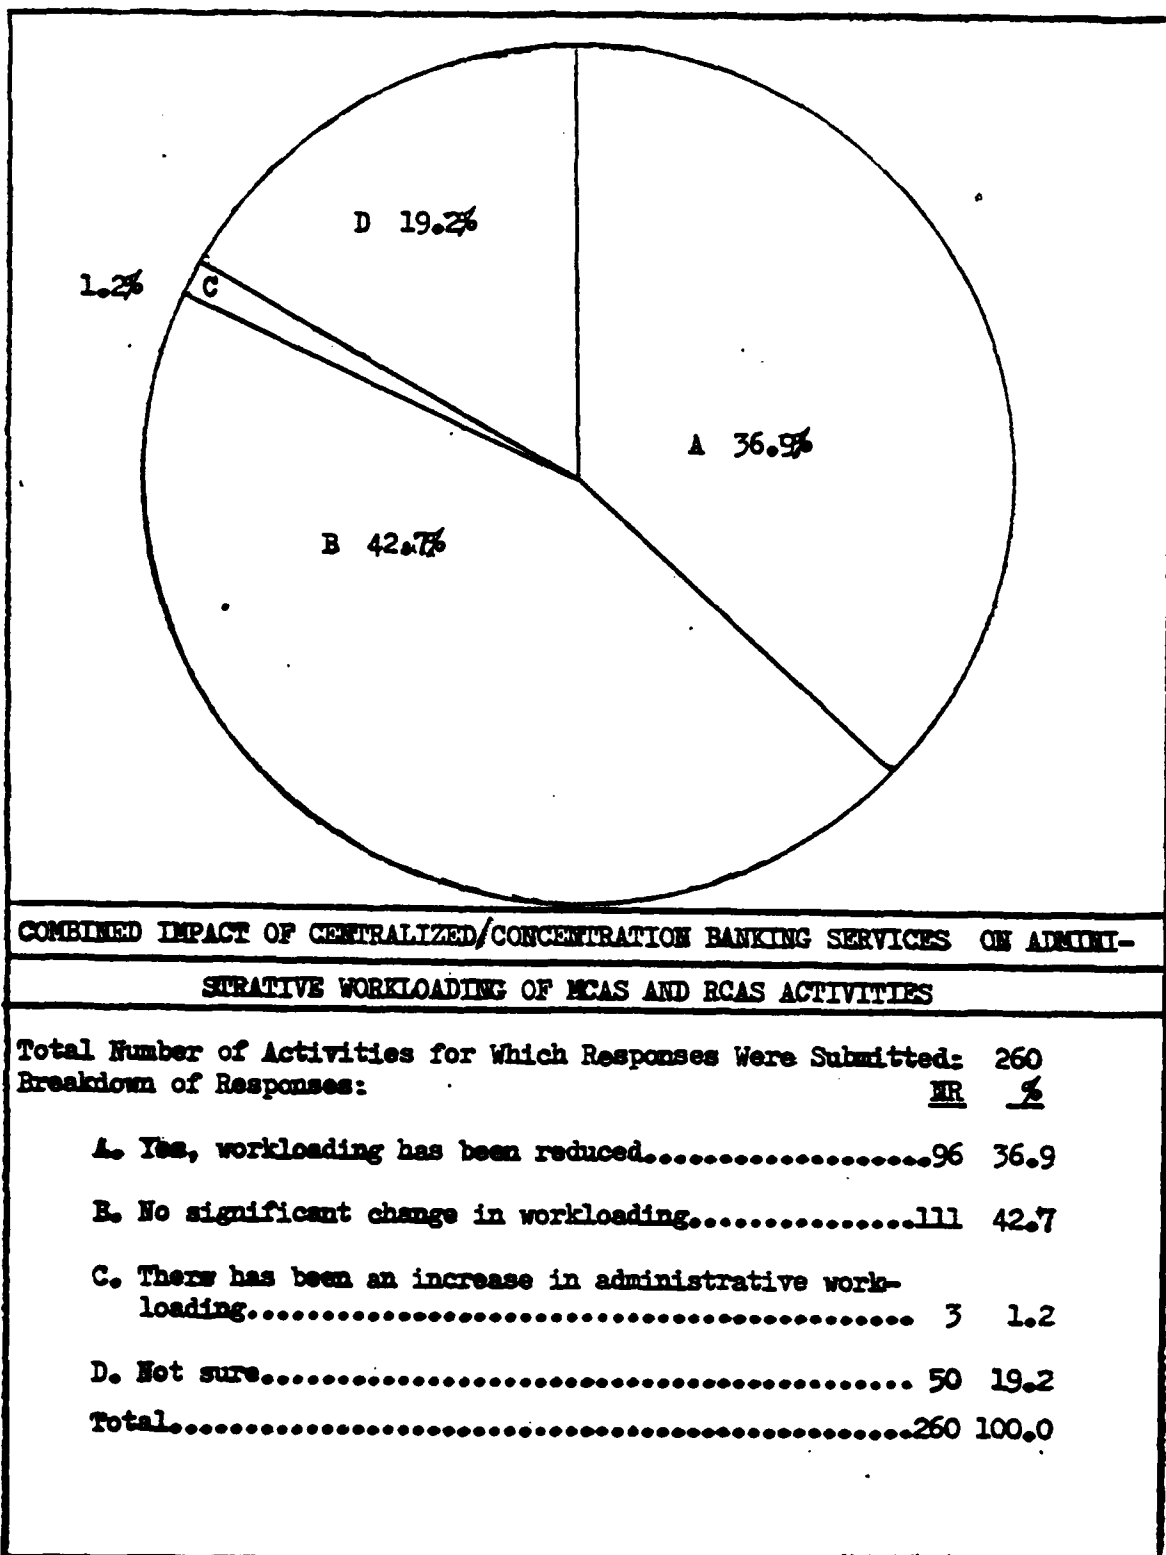 D 19.2%
1.2%
C
A 36.9%
B 42.7%
COMBINED IMPACT OF CENTRALIZED/CONCENTRATION BANKING SERVICES ON ADMINI-
STRATIVE WORKLOADING OF MCAS AND RCAS ACTIVITIES
Total Number of Activities for Which Responses Were Submitted: 260
Breakdown of Responses: NR %
A. Yes, workloading has been reduced...................96 36.9
B. No significant change in workloading...............111 42.7
C. There has been an increase in administrative work-
loading............................................ 3 1.2
D. Not sure........................................... 50 19.2
Total.................................................260 100.0